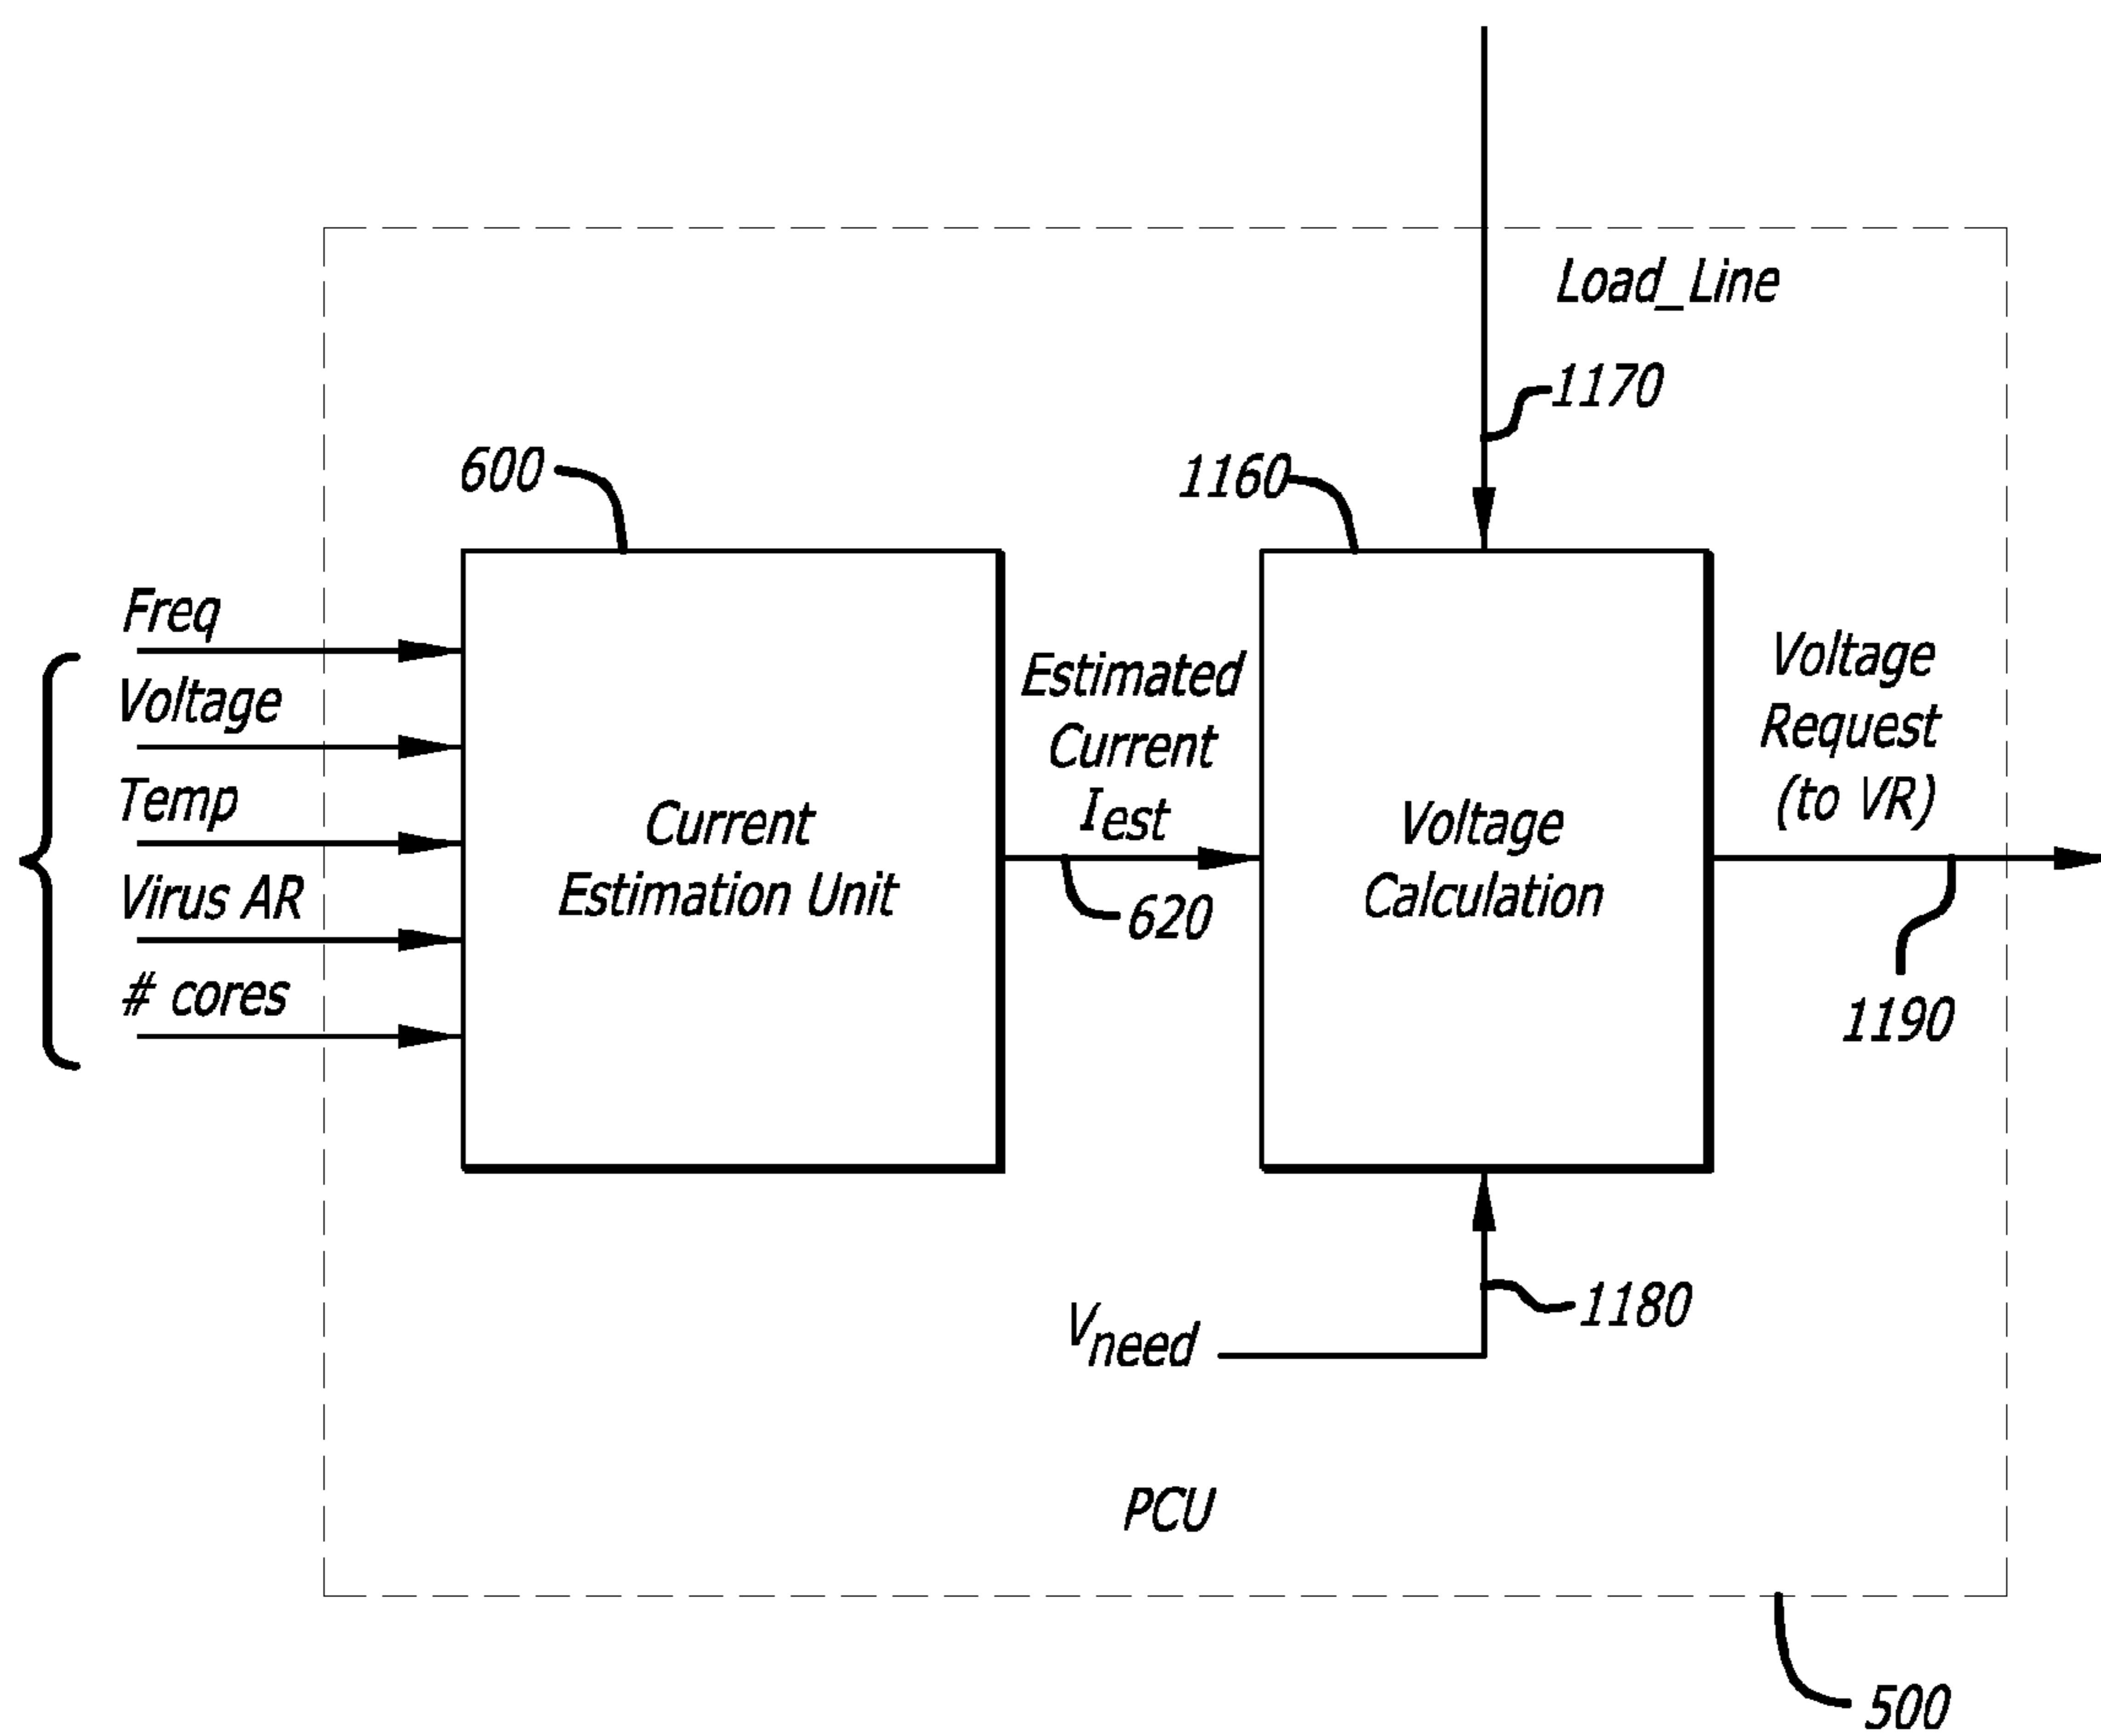 Load_Line
1170
600
1160
Freq
Voltage
Temp
Virus AR
# cores
Current
Estimation Unit
Estimated
Current
Iest
620
Voltage
Calculation
Voltage
Request
(to VR)
1190
Vneed
1180
PCU
500